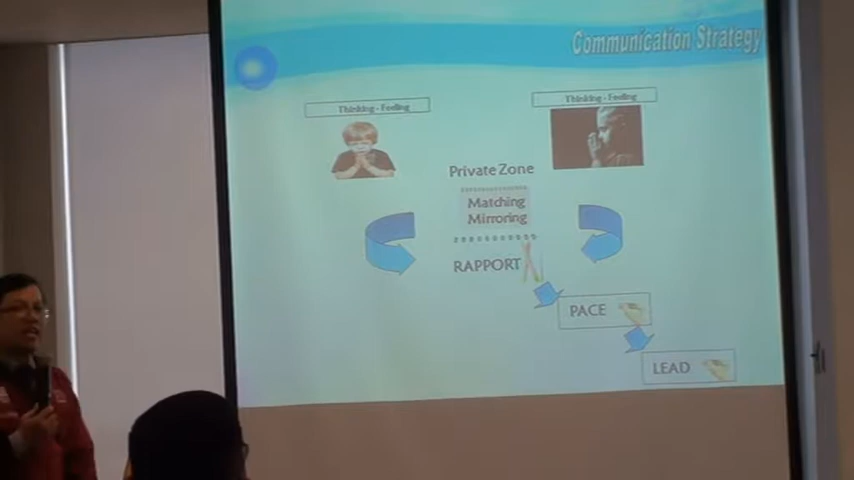 Communication Strategy
Thinking - Feeling
Thinking - Feeling
Private Zone
Matching
Mirroring
RAPPORT
PACE
LEAD